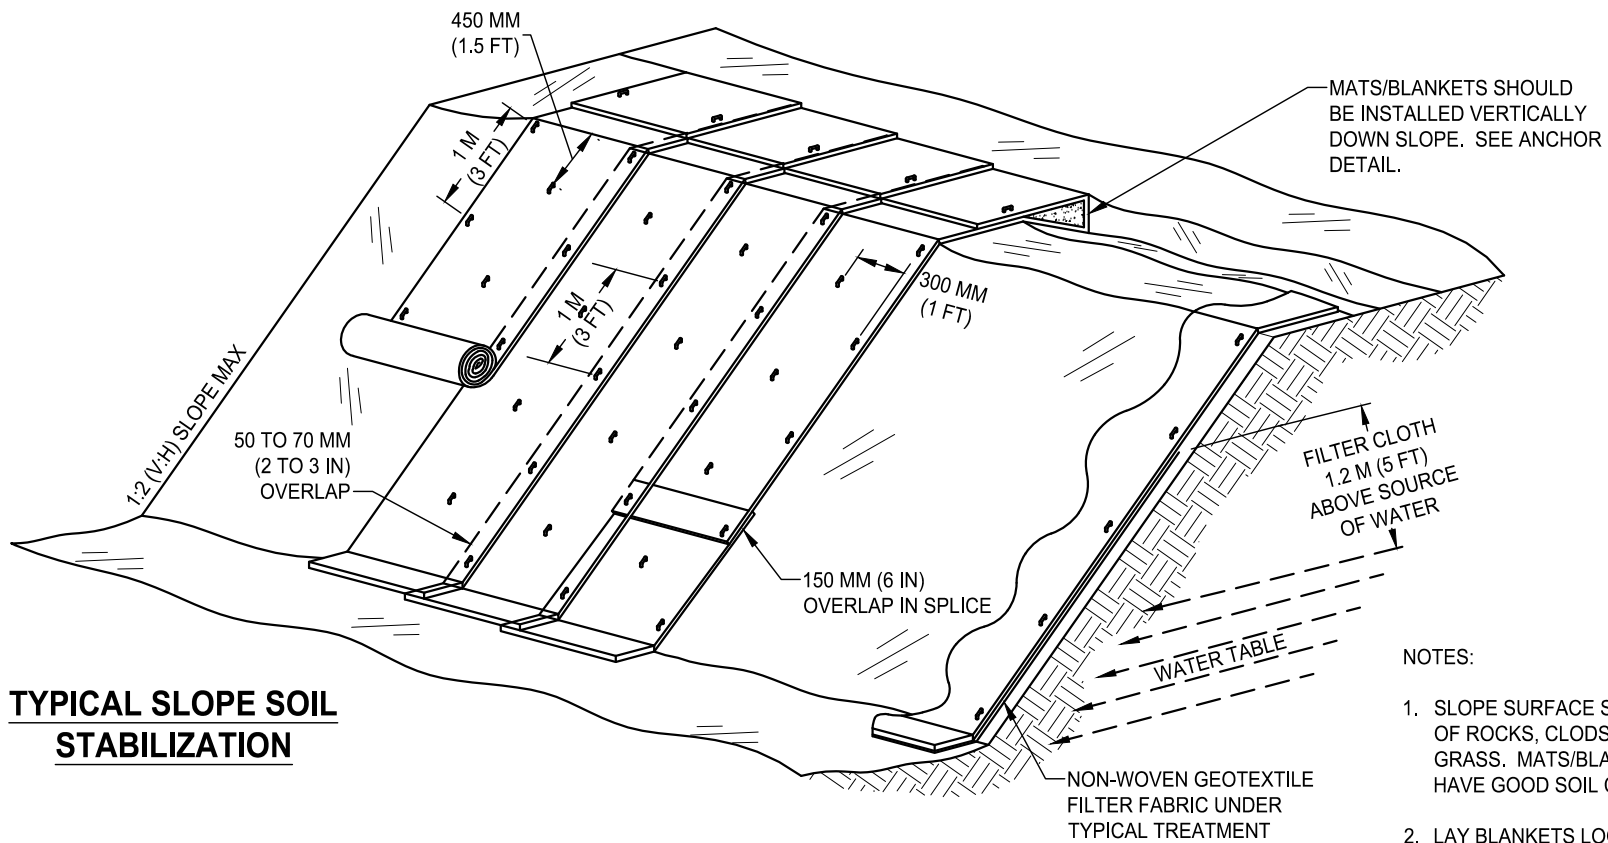 450 MM
(1.5 FT)
MATS/BLANKETS SHOULD
BE INSTALLED VERTICALLY
DOWN SLOPE. SEE ANCHOR
DETAIL.
1 M
(3 FT)
300 MM
(1 FT)
1 M
(3 FT)
1:2 (V:H) SLOPE MAX
50 TO 70 MM
(2 TO 3 IN)
OVERLAP
FILTER CLOTH
1.2 M (5 FT)
ABOVE SOURCE
OF WATER
150 MM (6 IN)
OVERLAP IN SPLICE
WATER TABLE
TYPICAL SLOPE SOIL
STABILIZATION
NON-WOVEN GEOTEXTILE
FILTER FABRIC UNDER
TYPICAL TREATMENT
NOTES:
1. SLOPE SURFACE S
OF ROCKS, CLODS
GRASS. MATS/BLA
HAVE GOOD SOIL
2. LAY BLANKETS LOO